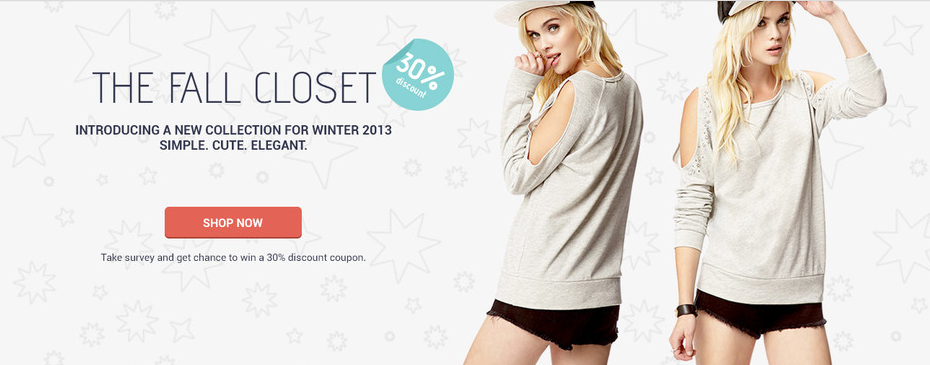 THE FALL CLOSET
30%
discount
INTRODUCING A NEW COLLECTION FOR WINTER 2013
SIMPLE. CUTE. ELEGANT.
SHOP NOW
Take survey and get chance to win a 30% discount coupon.